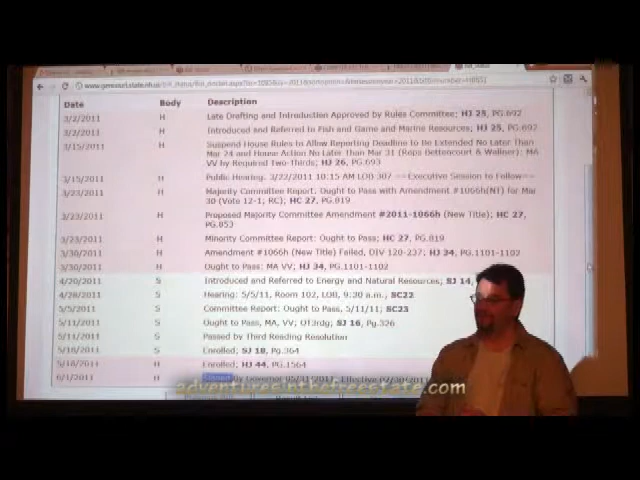 www.gencourt.state.nh.us
Date Body Description
3/2/2011 H Late Drafting and Introduction Approved by Rules Committee; HJ 25, PG.692
3/2/2011 H Introduced and Referred to Fish and Game and Marine Resources; HJ 25, PG.692
3/15/2011 H Suspend House Rules to Allow Reporting Deadline to be Extended No Later Than
Mar 24 and House Action No Later Than Mar 31 (Reps Bettencourt & Wallner); MA
VV by Required Two-Thirds; HJ 26, PG.693
3/15/2011 H Public Hearing: 3/22/2011 10:15 AM LOB 307 ==Executive Session to Follow==
3/23/2011 H Majority Committee Report: Ought to Pass with Amendment #1066h(NT) for Mar
30 (Vote 12-1; RC); HC 27, PG.819
3/23/2011 H Proposed Majority Committee Amendment #2011-1066h (New Title); HC 27,
PG.853
3/23/2011 H Minority Committee Report: Ought to Pass; HC 27, PG.819
3/30/2011 H Amendment #1066h (New Title) Failed, DIV 120-237; HJ 34, PG.1101-1102
3/30/2011 H Ought to Pass: MA VV; HJ 34, PG.1101-1102
4/20/2011 S Introduced and Referred to Energy and Natural Resources; SJ 14,
4/28/2011 S Hearing: 5/5/11, Room 102, LOB, 9:30 a.m.; SC22
5/5/2011 S Committee Report: Ought to Pass, 5/11/11; SC23
5/11/2011 S Ought to Pass, MA, VV; OT3rdg; SJ 16, Pg.326
5/11/2011 S Passed by Third Reading Resolution
5/18/2011 S Enrolled; SJ 18, Pg.364
5/18/2011 H Enrolled; HJ 44, PG.1564
6/1/2011 H by Governor 05/31/2011, Effective
adventuresinthefreestate.com